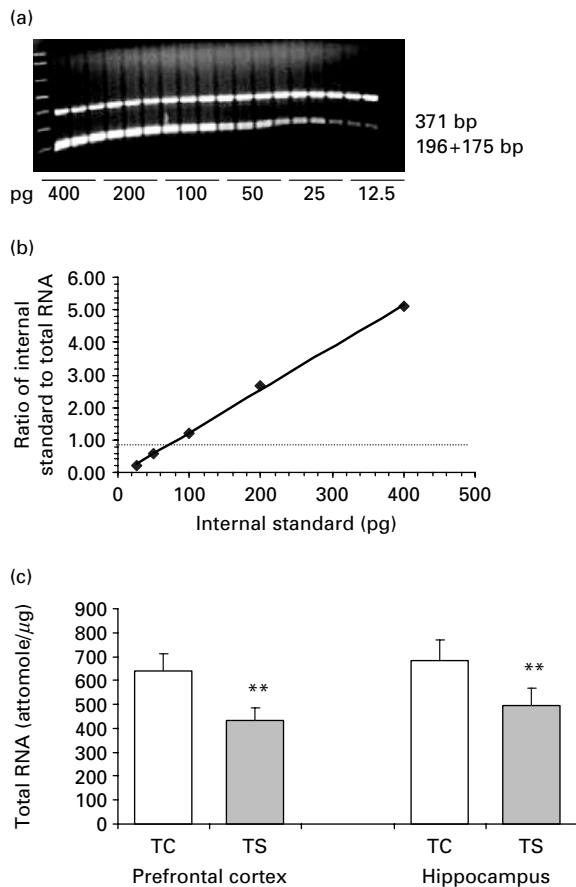 (a)
371 bp
196+175 bp
pg 400 200 100 50 25 12.5
(b)
Ratio of internal
standard to total RNA
6.00
5.00
4.00
3.00
2.00
1.00
0.00
0 100 200 300 400 500
Internal standard (pg)
(c)
Total RNA (attomole/µg)
900
800
700
600
500
400
300
200
100
0
**
**
TC TS TC TS
Prefrontal cortex Hippocampus